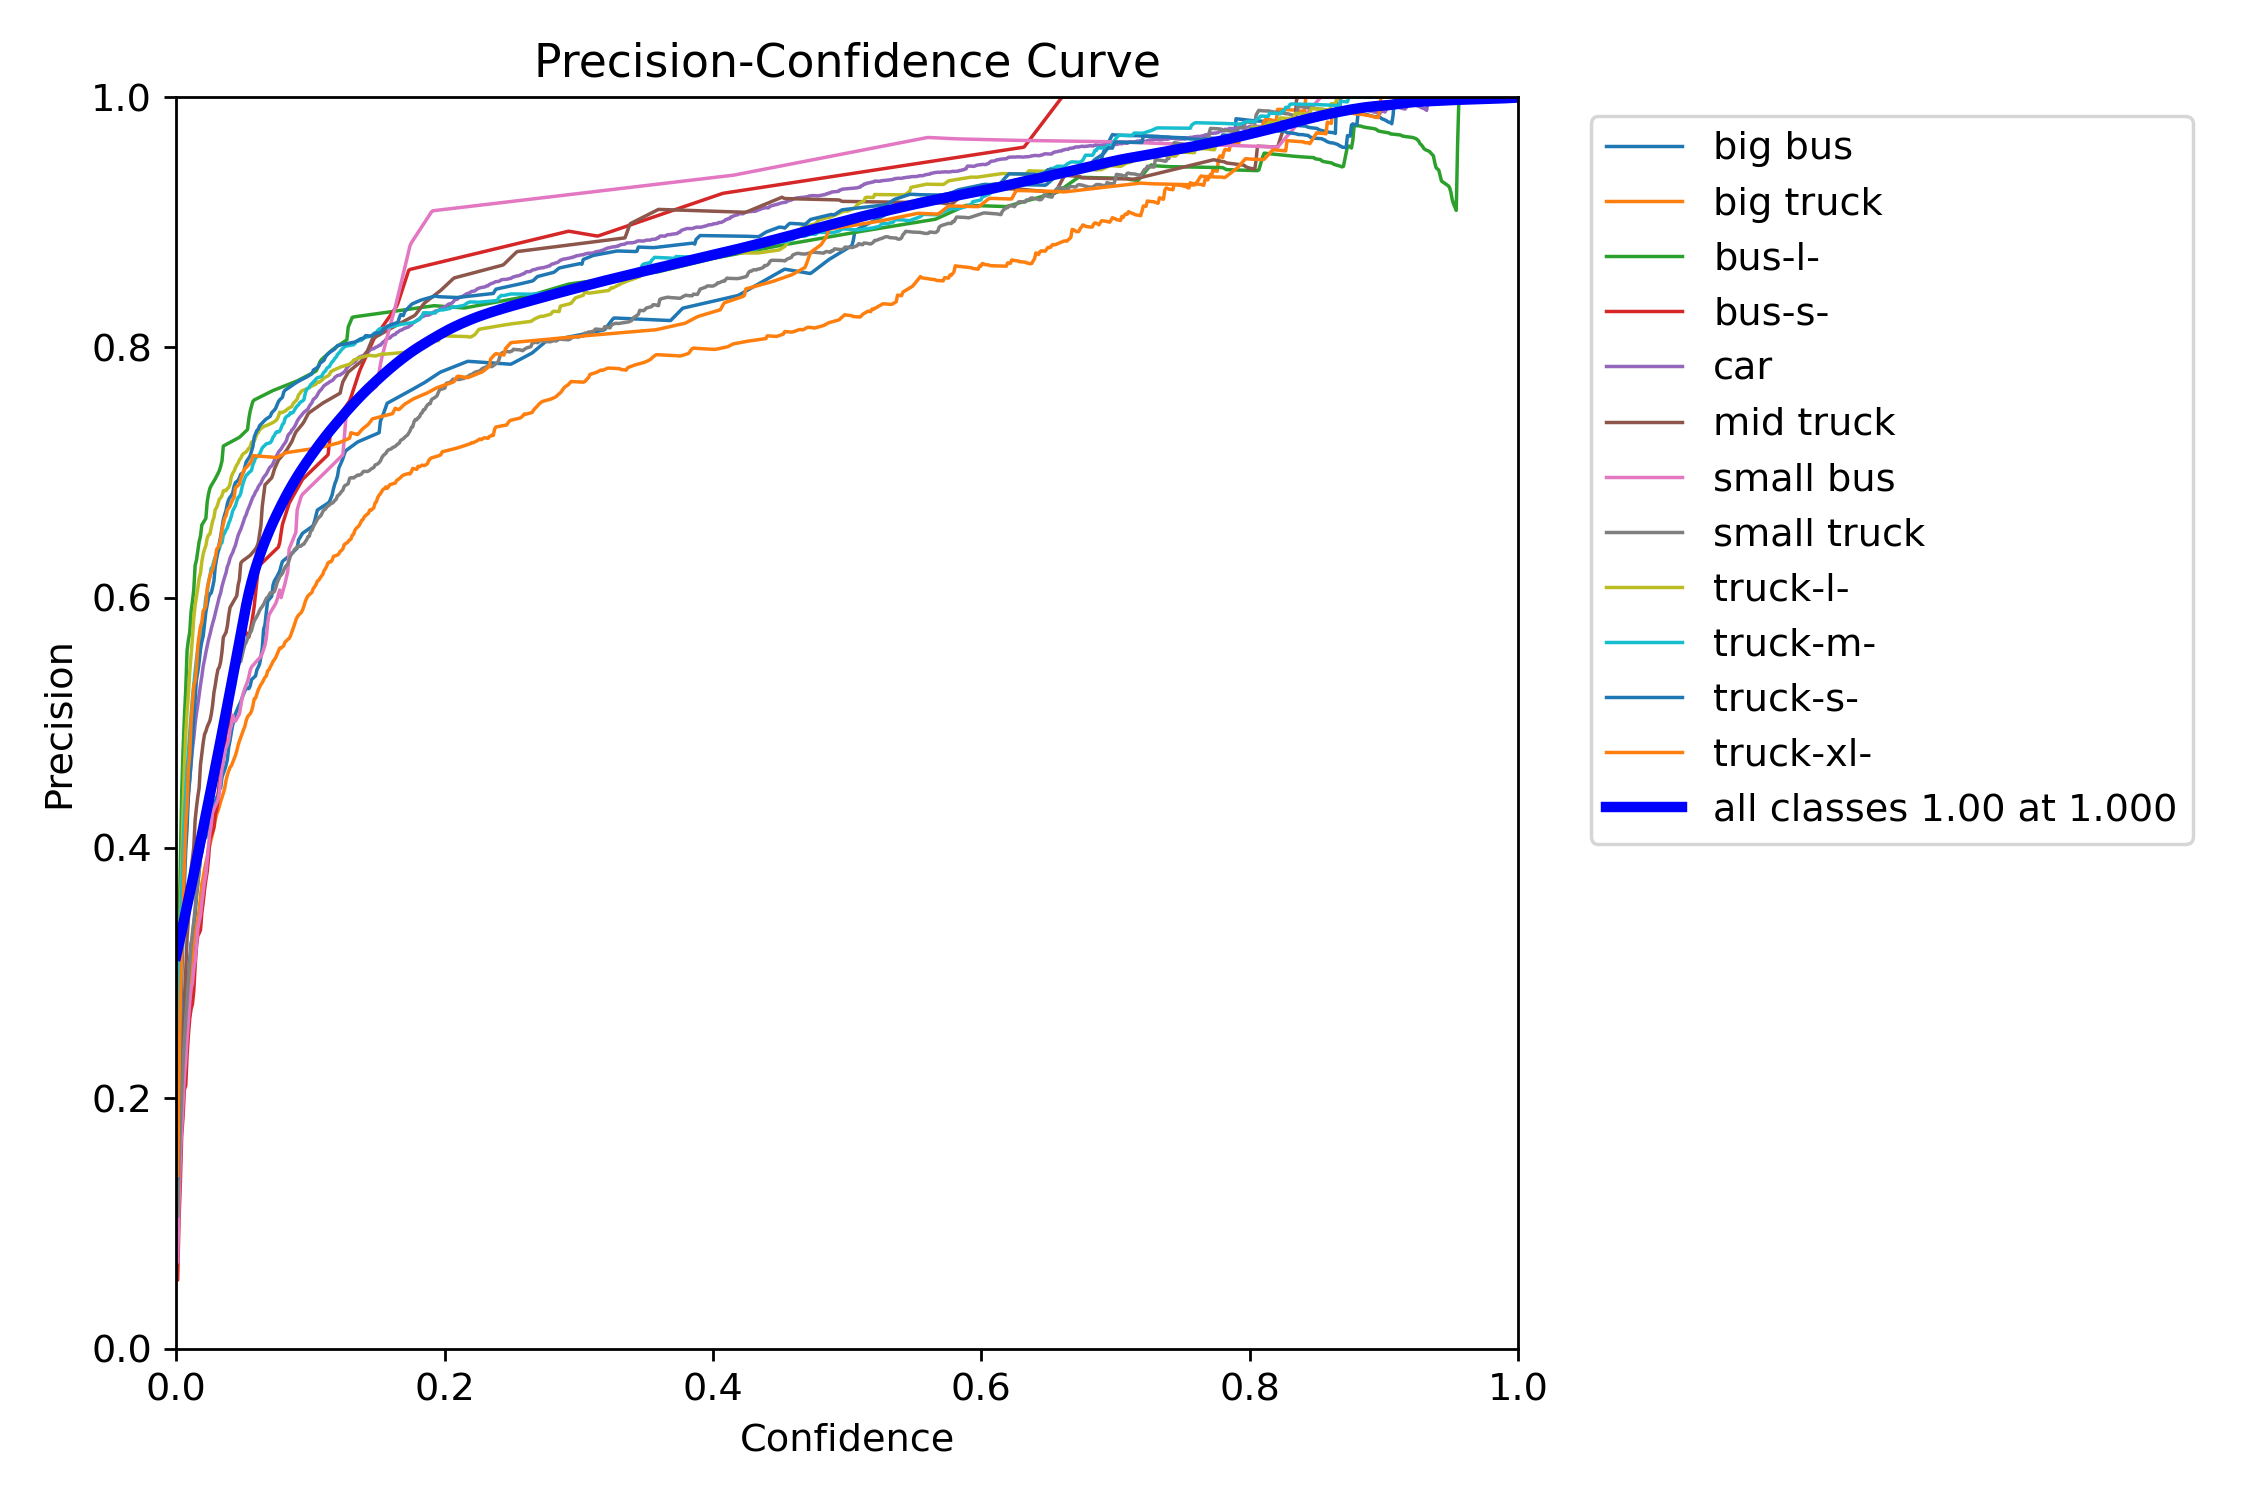 Precision-Confidence Curve
1.0
0.8
0.6
0.4
0.2
0.0
Precision
0.0 0.2 0.4 0.6 0.8 1.0
Confidence
big bus
big truck
bus-l-
bus-s-
car
mid truck
small bus
small truck
truck-l-
truck-m-
truck-s-
truck-xl-
all classes 1.00 at 1.000